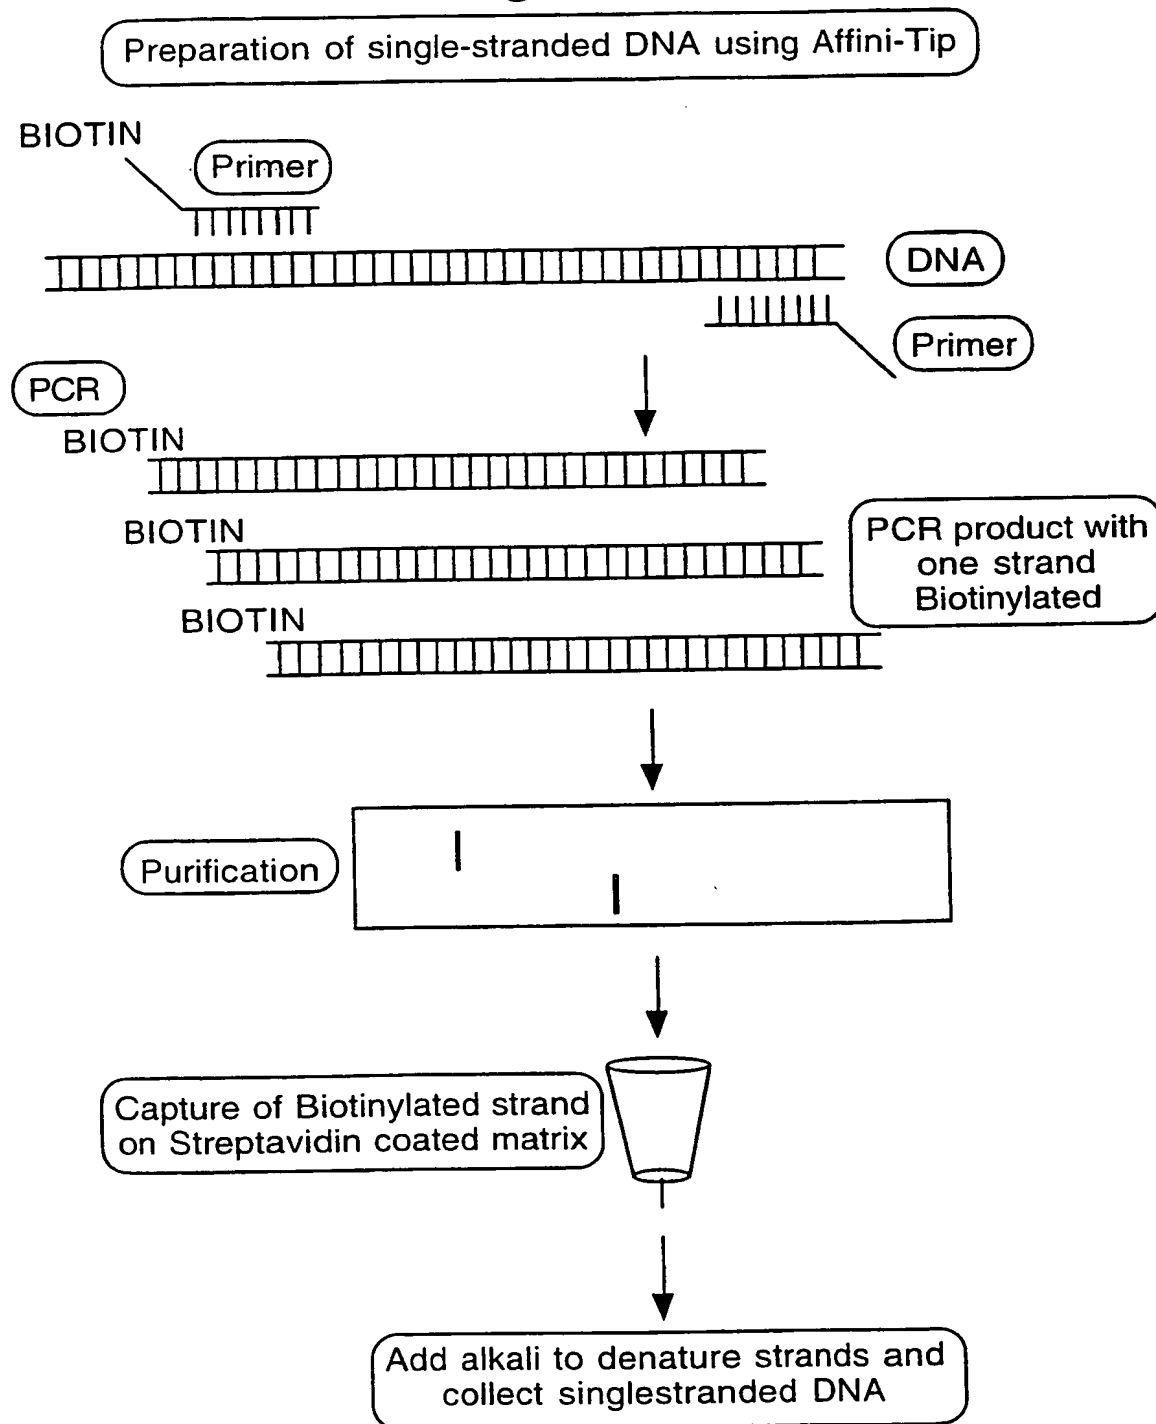 Preparation of single-stranded DNA using Affini-Tip
BIOTIN
Primer
DNA
Primer
PCR
BIOTIN
BIOTIN
PCR product with
one strand
Biotinylated
BIOTIN
Purification
Capture of Biotinylated strand
on Streptavidin coated matrix
Add alkali to denature strands and
collect singlestranded DNA